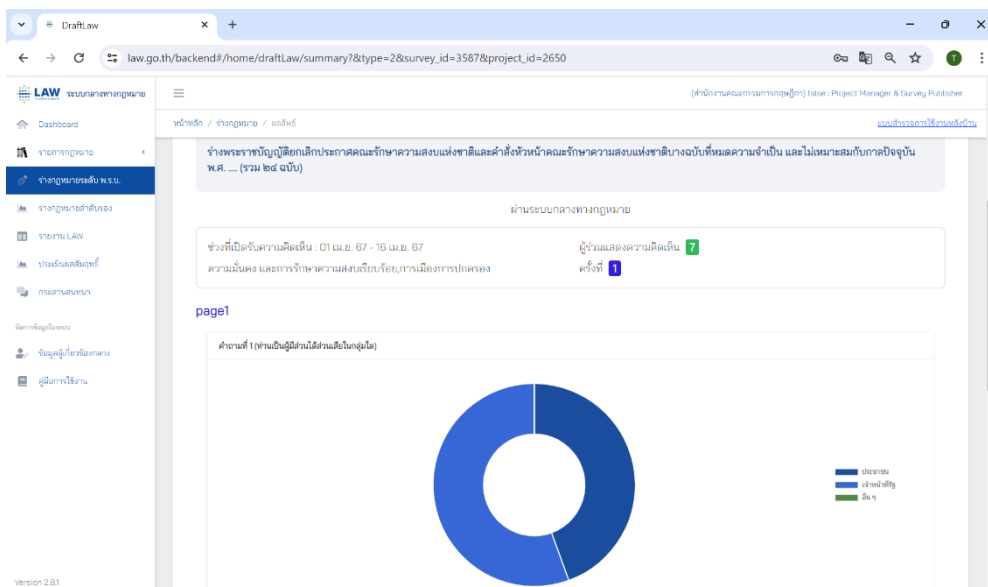 DraftLaw
law.go.th/backend#/home/draftLaw/summary?&type=2&survey_id=3587&project_id=2650
T
LAW ระบบกลางทางกฎหมาย
(สำนักงานคณะกรรมการกฤษฎีกา) false : Project Manager & Survey Publisher
หน้าหลัก / ร่างกฎหมาย / ผลลัพธ์
แบบสำรวจการใช้งานหลังบ้าน
Dashboard
รายการกฎหมาย
ร่างกฎหมายระดับ พ.ร.บ.
ร่างกฎหมายลำดับรอง
รายงาน LAW
ประเมินผลสัมฤทธิ์
กระดานสนทนา
จัดการข้อมูลในระบบ
ข้อมูลผู้เกี่ยวข้องกลาง
คู่มือการใช้งาน
Version 2.8.1
ร่างพระราชบัญญัติยกเลิกประกาศคณะรักษาความสงบแห่งชาติและคำสั่งหัวหน้าคณะรักษาความสงบแห่งชาติบางฉบับที่หมดความจำเป็น และไม่เหมาะสมกับกาลปัจจุบัน
พ.ศ. .... (รวม ๒๔ ฉบับ)
ผ่านระบบกลางทางกฎหมาย
ช่วงที่เปิดรับความคิดเห็น : 01 เม.ย. 67 - 16 เม.ย. 67
ผู้ร่วมแสดงความคิดเห็น 7
ความมั่นคง และการรักษาความสงบเรียบร้อย,การเมืองการปกครอง
ครั้งที่ 1
page1
คำถามที่ 1 (ท่านเป็นผู้มีส่วนได้ส่วนเสียในกลุ่มใด)
ประชาชน
เจ้าหน้าที่รัฐ
อื่น ๆ